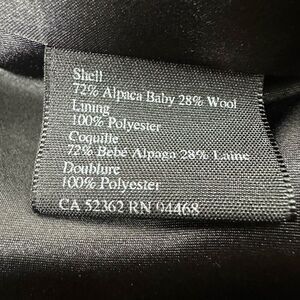 Shell
72% Alpaca Baby 28% Wool
Lining
100% Polyester
Coquille
72% Bébé Alpaga 28% Laine
Doublure
100% Polyester
CA 52362 RN 94468